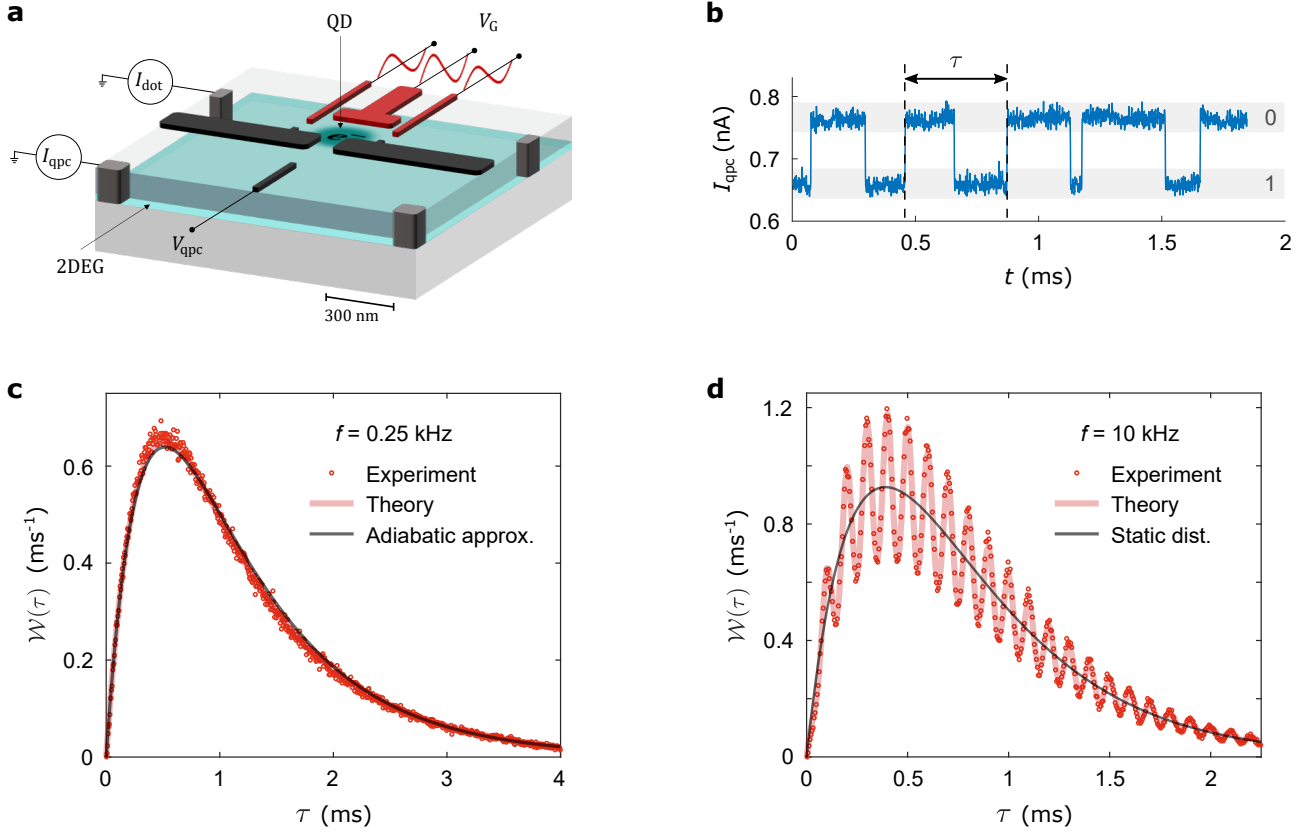 a
QD
V_G
I_dot
I_qpc
V_qpc
2DEG
300 nm
b
τ
I_qpc (nA)
0.8
0.7
0.6
0
1
0 0.5 1 1.5 2
t (ms)
c
f = 0.25 kHz
Experiment
Theory
Adiabatic approx.
W(τ) (ms⁻¹)
0.6
0.4
0.2
0
0 1 2 3 4
τ (ms)
d
f = 10 kHz
Experiment
Theory
Static dist.
W(τ) (ms⁻¹)
1.2
0.8
0.4
0
0 0.5 1 1.5 2
τ (ms)